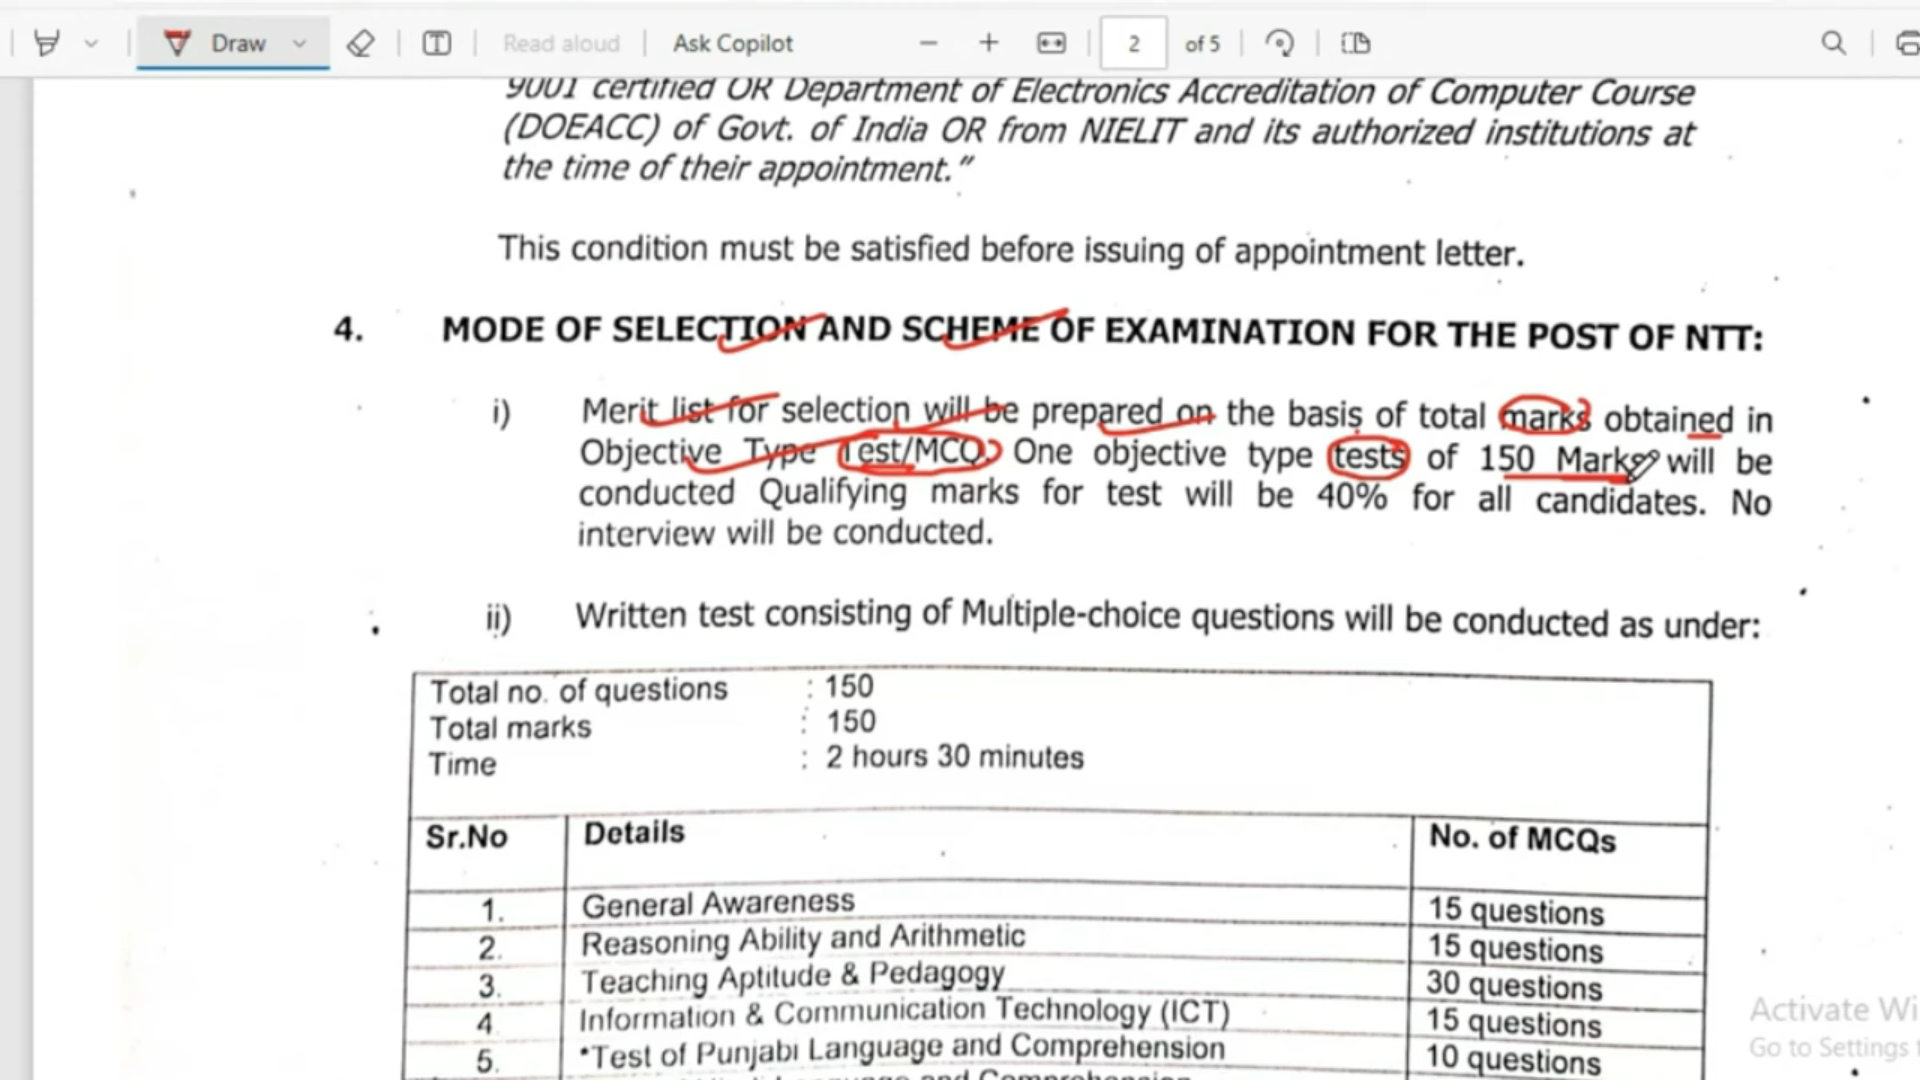 Draw
Read aloud
Ask Copilot
2 of 5
9001 certified OR Department of Electronics Accreditation of Computer Course
(DOEACC) of Govt. of India OR from NIELIT and its authorized institutions at
the time of their appointment.”
This condition must be satisfied before issuing of appointment letter.
4. MODE OF SELECTION AND SCHEME OF EXAMINATION FOR THE POST OF NTT:
i) Merit list for selection will be prepared on the basis of total marks obtained in
Objective Type Test/MCQ. One objective type tests of 150 Marks will be
conducted Qualifying marks for test will be 40% for all candidates. No
interview will be conducted.
ii) Written test consisting of Multiple-choice questions will be conducted as under:
Total no. of questions : 150
Total marks : 150
Time : 2 hours 30 minutes
Sr.No Details No. of MCQs
1. General Awareness 15 questions
2. Reasoning Ability and Arithmetic 15 questions
3. Teaching Aptitude & Pedagogy 30 questions
4 Information & Communication Technology (ICT) 15 questions
5. *Test of Punjabi Language and Comprehension 10 questions
Activate Wi
Go to Settings